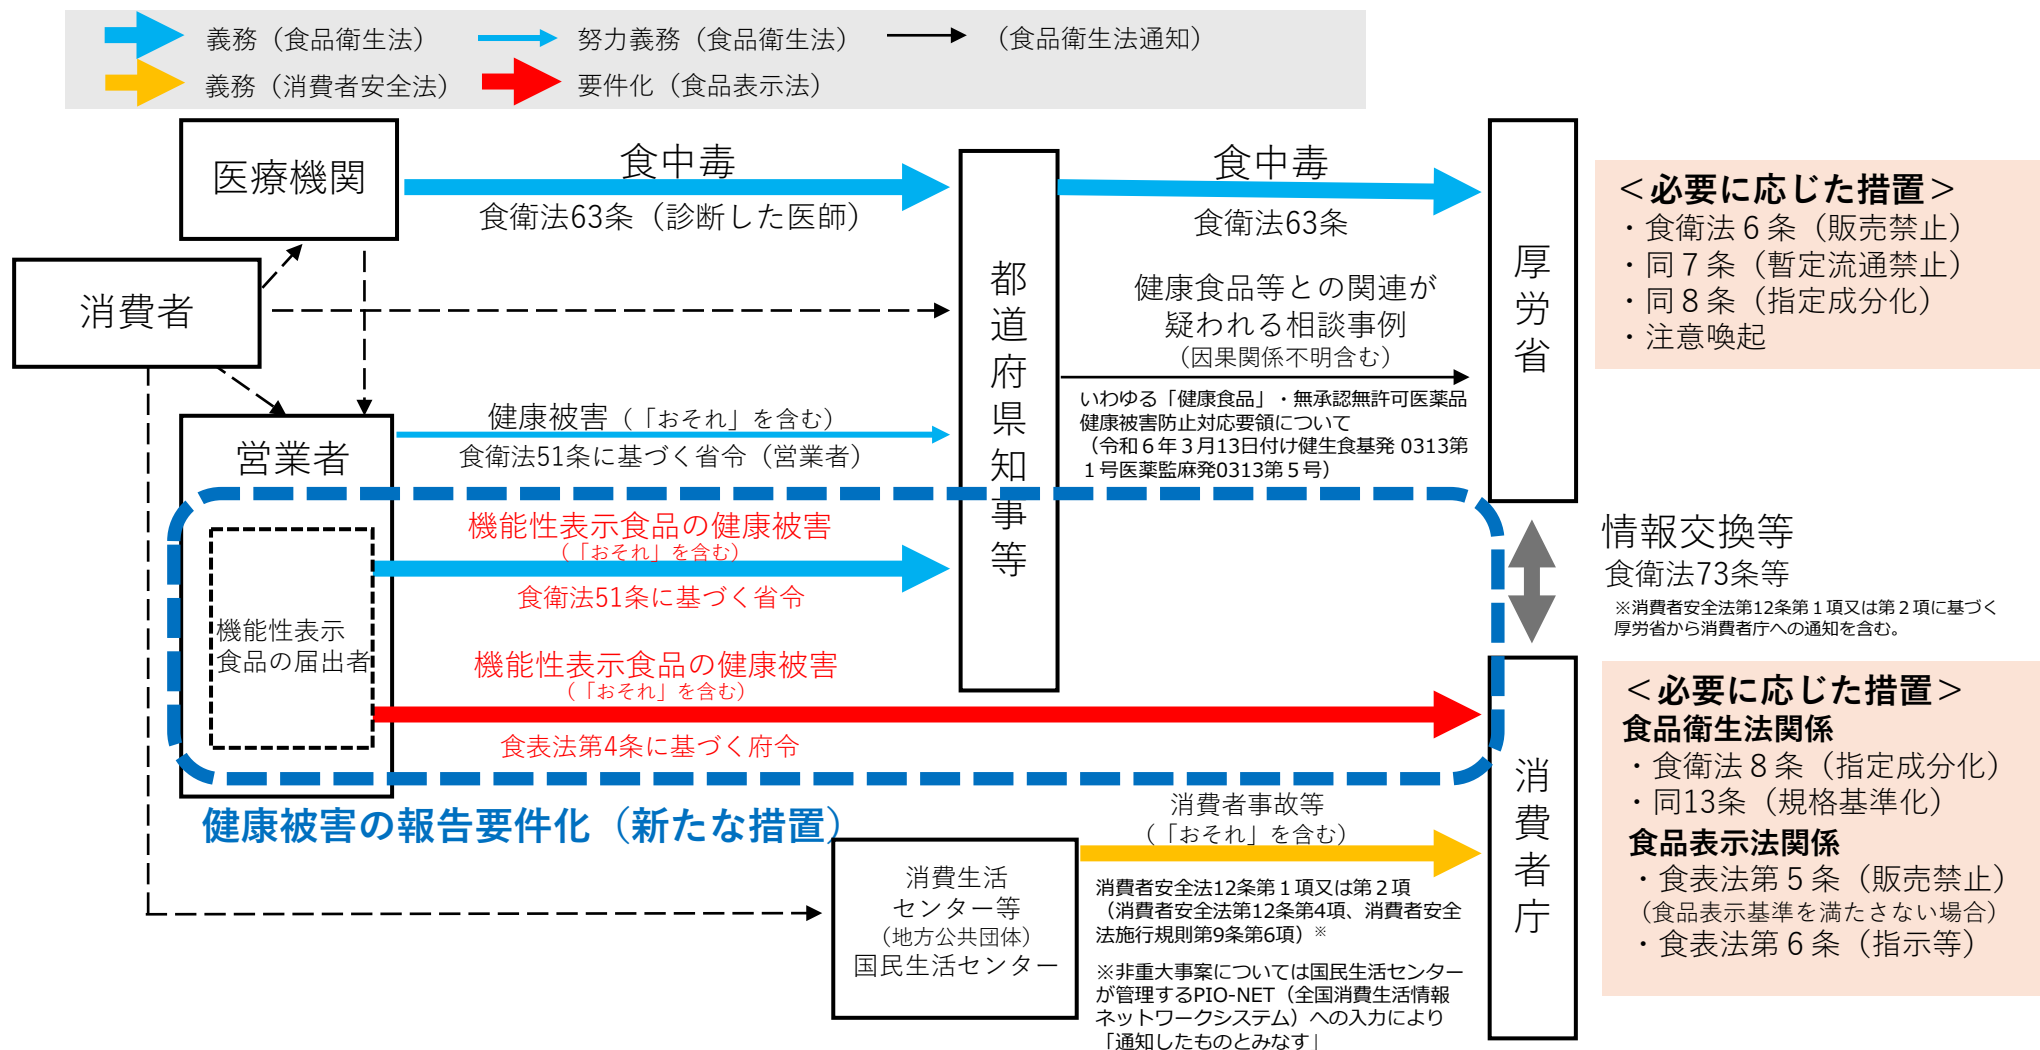 義務（食品衛生法）
努力義務（食品衛生法）
（食品衛生法通知）
義務（消費者安全法）
要件化（食品表示法）
医療機関
食中毒
食衛法63条（診断した医師）
食中毒
食衛法63条
消費者
都道府県知事等
健康食品等との関連が
疑われる相談事例
（因果関係不明含む）
いわゆる「健康食品」・無承認無許可医薬品
健康被害防止対応要領について
（令和６年３月13日付け健生食基発 0313第
１号医薬監麻発0313第５号）
厚労省
＜必要に応じた措置＞
・食衛法６条（販売禁止）
・同７条（暫定流通禁止）
・同８条（指定成分化）
・注意喚起
営業者
健康被害（「おそれ」を含む）
食衛法51条に基づく省令（営業者）
機能性表示食品の健康被害
（「おそれ」を含む）
食衛法51条に基づく省令
機能性表示
食品の届出者
機能性表示食品の健康被害
（「おそれ」を含む）
食表法第4条に基づく府令
健康被害の報告要件化（新たな措置）
情報交換等
食衛法73条等
※消費者安全法第12条第１項又は第２項に基づく
厚労省から消費者庁への通知を含む。
消費者庁
＜必要に応じた措置＞
食品衛生法関係
・食衛法８条（指定成分化）
・同13条（規格基準化）
食品表示法関係
・食表法第５条（販売禁止）
（食品表示基準を満たさない場合）
・食表法第６条（指示等）
消費生活
センター等
（地方公共団体）
国民生活センター
消費者事故等
（「おそれ」を含む）
消費者安全法12条第１項又は第２項
（消費者安全法第12条第4項、消費者安全
法施行規則第9条第6項）※
※非重大事案については国民生活センター
が管理するPIO-NET（全国消費生活情報
ネットワークシステム）への入力により
「通知したものとみなす」